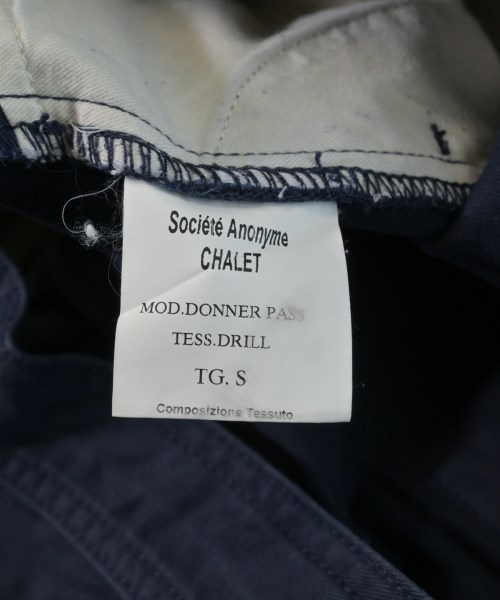 Société Anonyme
CHALET
MOD.DONNER PASS
TESS.DRILL
TG. S
Composizione Tessuto